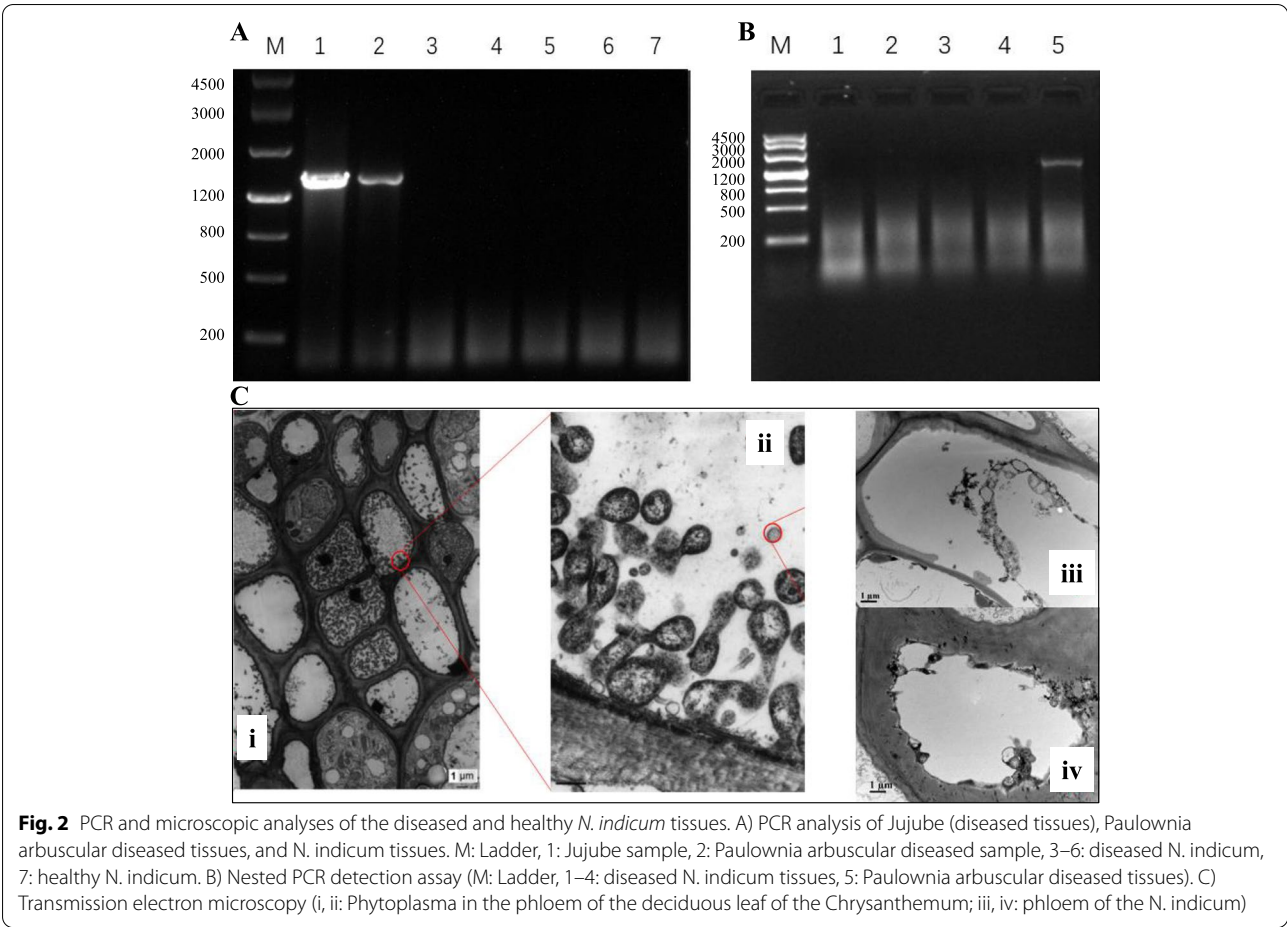 A
M 1 2 3 4 5 6 7
4500
3000
2000
1200
800
500
200
B
M 1 2 3 4 5
4500
3000
2000
1200
800
500
200
C
i
1 µm
ii
iii
1 µm
iv
1 µm
Fig. 2 PCR and microscopic analyses of the diseased and healthy N. indicum tissues. A) PCR analysis of Jujube (diseased tissues), Paulownia
arbuscular diseased tissues, and N. indicum tissues. M: Ladder, 1: Jujube sample, 2: Paulownia arbuscular diseased sample, 3–6: diseased N. indicum,
7: healthy N. indicum. B) Nested PCR detection assay (M: Ladder, 1–4: diseased N. indicum tissues, 5: Paulownia arbuscular diseased tissues). C)
Transmission electron microscopy (i, ii: Phytoplasma in the phloem of the deciduous leaf of the Chrysanthemum; iii, iv: phloem of the N. indicum)